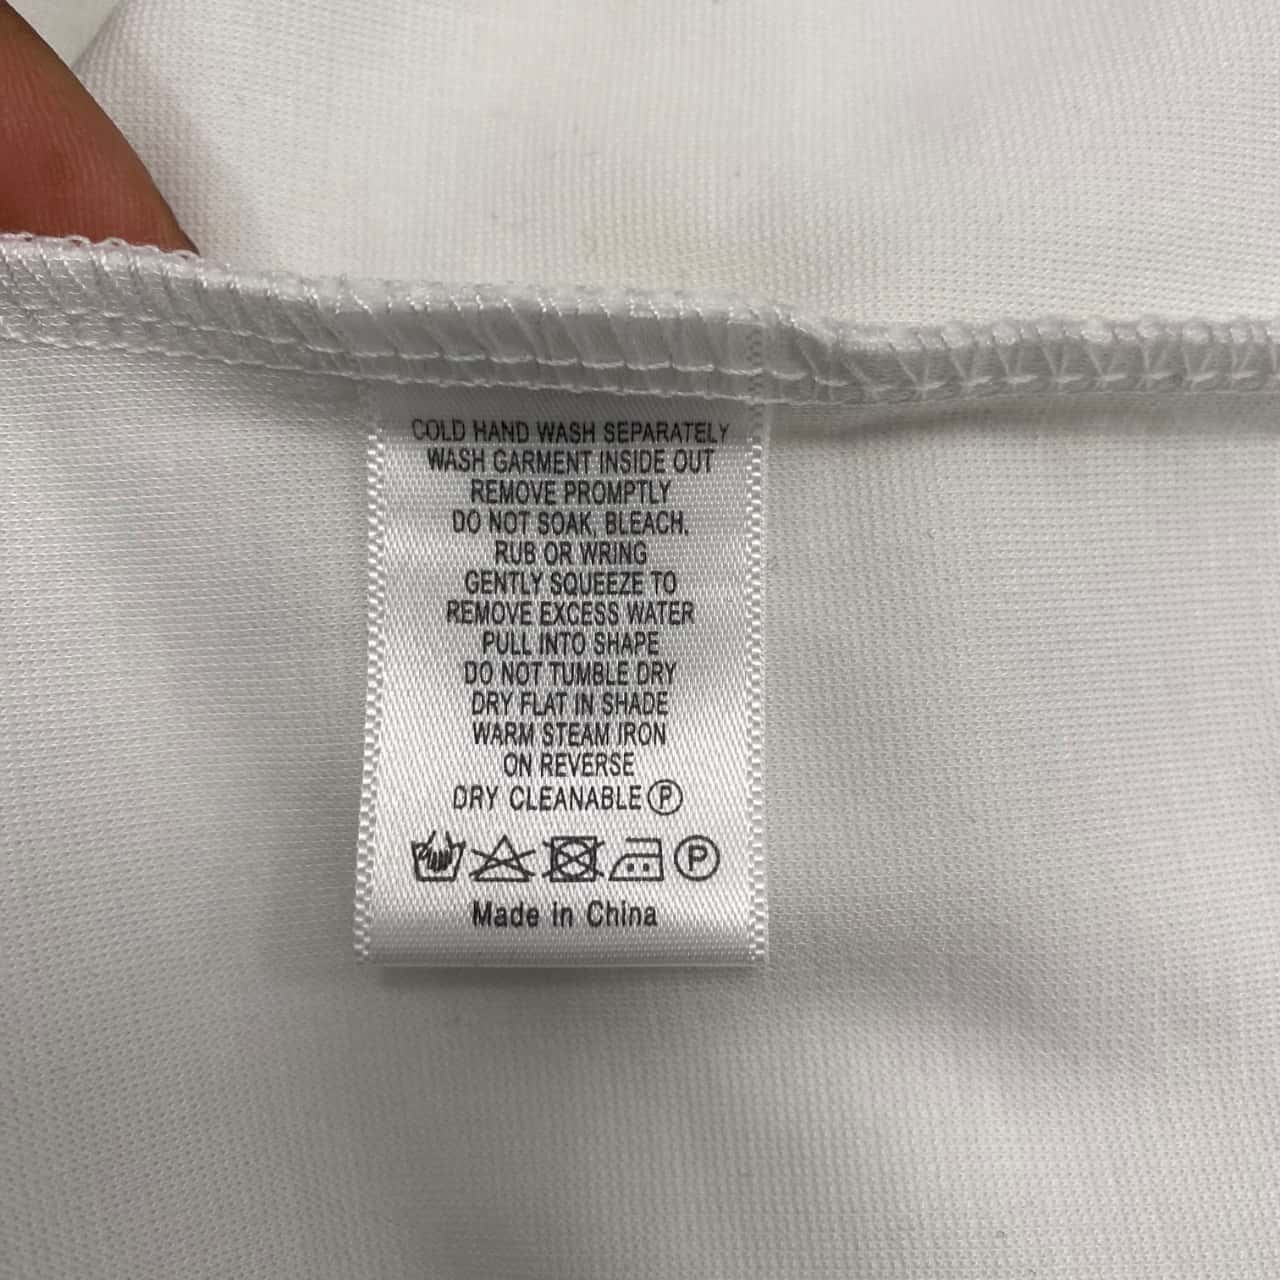 COLD HAND WASH SEPARATELY
WASH GARMENT INSIDE OUT
REMOVE PROMPTLY
DO NOT SOAK, BLEACH,
RUB OR WRING
GENTLY SQUEEZE TO
REMOVE EXCESS WATER
PULL INTO SHAPE
DO NOT TUMBLE DRY
DRY FLAT IN SHADE
WARM STEAM IRON
ON REVERSE
DRY CLEANABLE Ⓟ
Ⓟ
Made in China